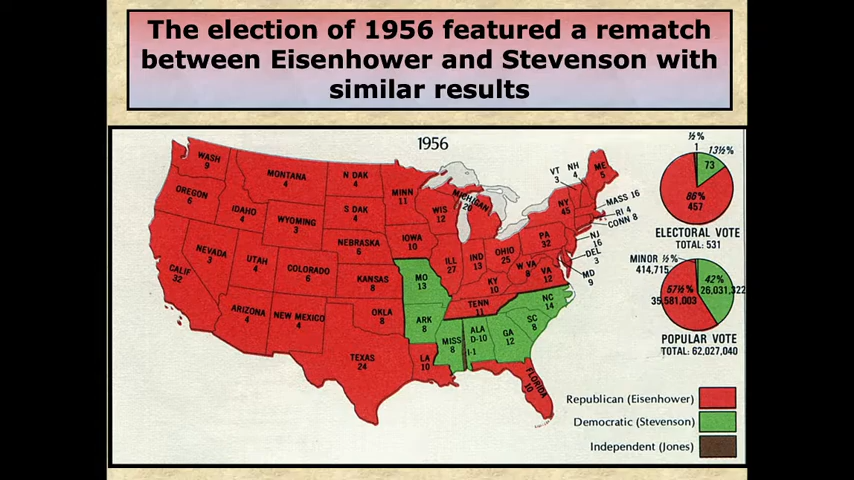 The election of 1956 featured a rematch
between Eisenhower and Stevenson with
similar results
1956
WASH
9
OREGON
6
CALIF
32
NEVADA
3
IDAHO
4
MONTANA
4
WYOMING
3
UTAH
4
ARIZONA
4
COLORADO
6
NEW MEXICO
4
N DAK
4
S DAK
4
NEBRASKA
6
KANSAS
8
OKLA
8
TEXAS
24
MINN
11
IOWA
10
MO
13
ARK
8
LA
10
WIS
12
ILL
27
MICHIGAN
20
IND
13
OHIO
25
KY
10
TENN
11
MISS
8
ALA
D-10
I-1
GA
12
FLORIDA
10
SC
8
NC
14
VA
12
W VA
8
PA
32
NY
45
VT
3
NH
4
ME
5
MASS 16
RI 4
CONN 8
NJ
16
DEL
3
MD
9
½%
1
13½%
73
86%
457
ELECTORAL VOTE
TOTAL: 531
MINOR ½%
414,715
42%
26,031,322
57½%
35,581,003
POPULAR VOTE
TOTAL: 62,027,040
Republican (Eisenhower)
Democratic (Stevenson)
Independent (Jones)